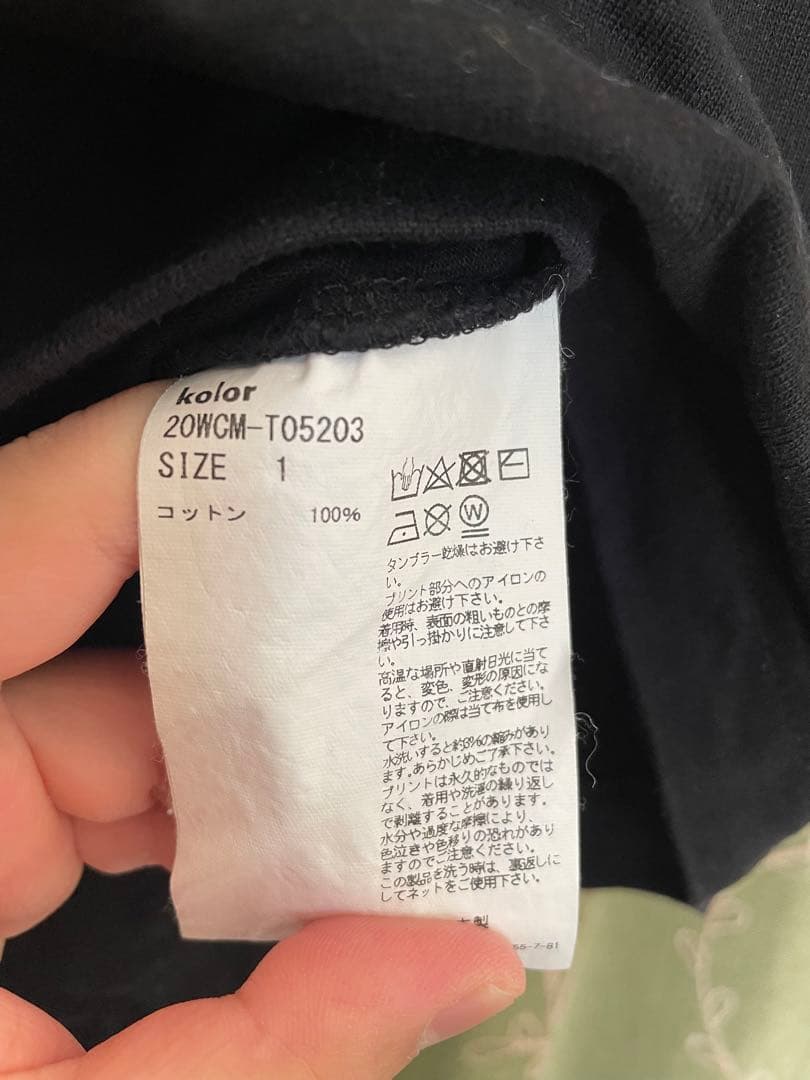 kolor
20WCM-T05203
SIZE 1
コットン 100%
W
タンブラー乾燥はお避け下さ
い。
プリント部分へのアイロンの
使用はお避け下さい。
着用時、表面の粗いものとの摩
擦や引っ掛かりに注意して下さ
い。
高温な場所や直射日光に当て
ると、変色、変形の原因にな
りますので、ご注意ください。
アイロンの際は当て布を使用し
て下さい。
水洗いすると約3%の縮みがあり
ます。あらかじめご了承下さい。
プリントは永久的なものでは
なく、着用や洗濯の繰り返し
で剥離することがあります。
水分や過度な摩擦により、
色泣きや色移りの恐れがあり
ますのでご注意ください。
この製品を洗う時は、裏返しに
してネットをご使用下さい。
本製
55-7-81